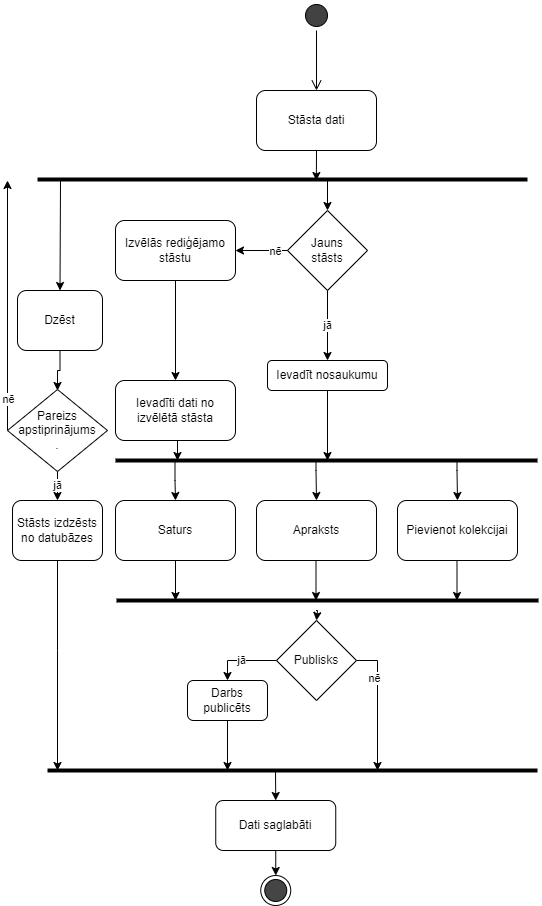 Stāsta dati
Izvēlās rediģējamo
stāstu
nē
Jauns
stāsts
Dzēst
jā
Ievadīt nosaukumu
Ievadīti dati no
izvēlētā stāsta
nē
Pareizs
apstiprinājums
.
jā
Stāsts izdzēsts
no datubāzes
Saturs
Apraksts
Pievienot kolekcijai
Publisks
jā
nē
Darbs
publicēts
Dati saglabāti